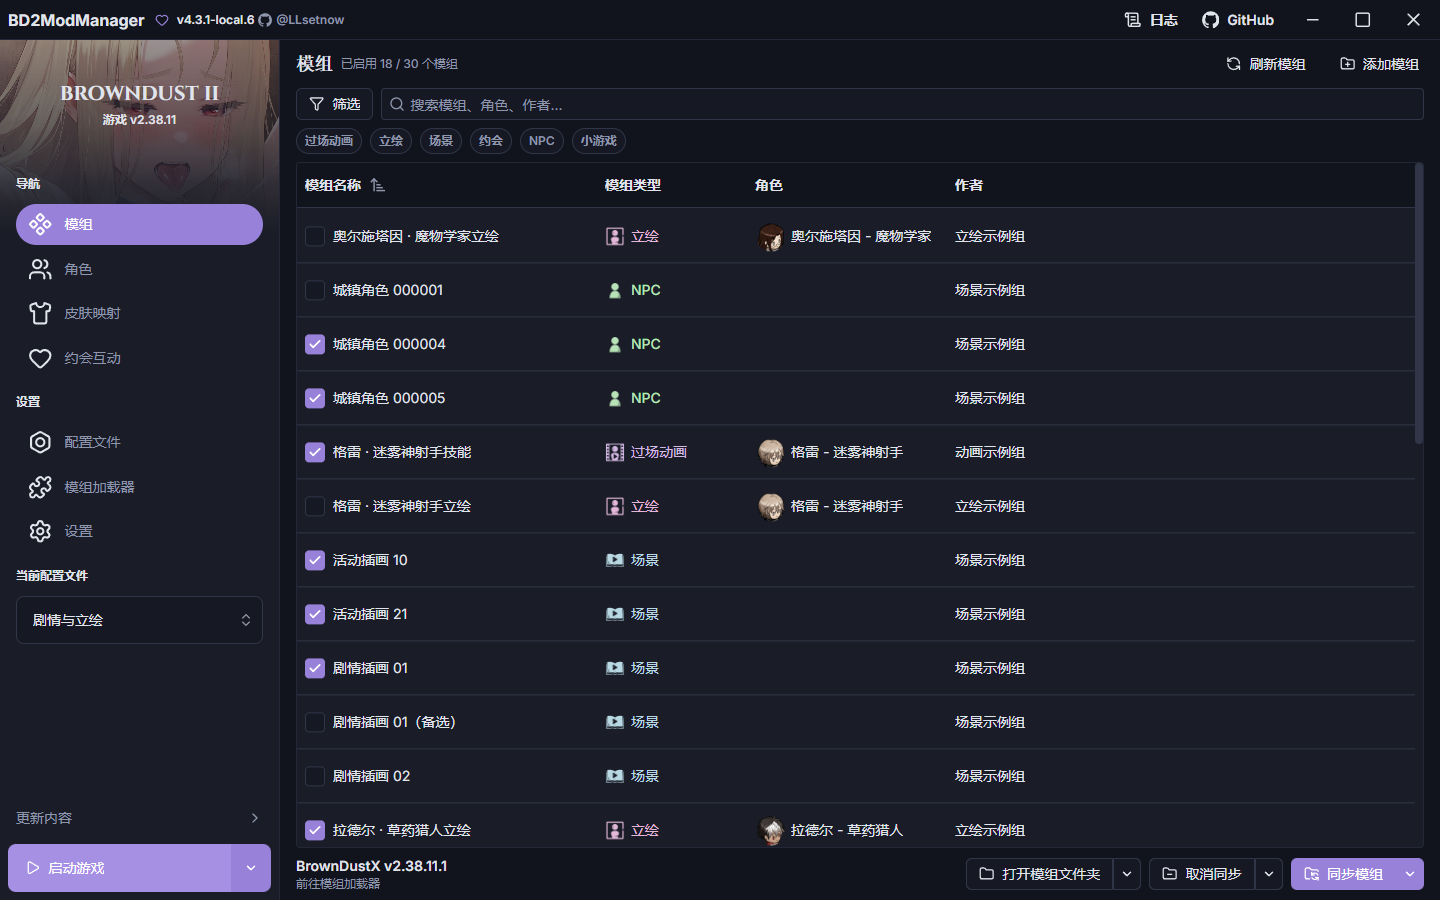 BD2ModManager v4.3.1-local.6 @LLsetnow 日志 GitHub
BROWNDUST II
游戏 v2.38.11
导航
模组
角色
皮肤映射
约会互动
设置
配置文件
模组加载器
设置
当前配置文件
剧情与立绘
更新内容
启动游戏
模组 已启用 18 / 30 个模组 刷新模组 添加模组
筛选 搜索模组、角色、作者...
过场动画 立绘 场景 约会 NPC 小游戏
模组名称 模组类型 角色 作者
奥尔施塔因 · 魔物学家立绘 立绘 奥尔施塔因 - 魔物学家 立绘示例组
城镇角色 000001 NPC 场景示例组
城镇角色 000004 NPC 场景示例组
城镇角色 000005 NPC 场景示例组
格雷 · 迷雾神射手技能 过场动画 格雷 - 迷雾神射手 动画示例组
格雷 · 迷雾神射手立绘 立绘 格雷 - 迷雾神射手 立绘示例组
活动插画 10 场景 场景示例组
活动插画 21 场景 场景示例组
剧情插画 01 场景 场景示例组
剧情插画 01（备选） 场景 场景示例组
剧情插画 02 场景 场景示例组
拉德尔 · 草药猎人立绘 立绘 拉德尔 - 草药猎人 立绘示例组
BrownDustX v2.38.11.1
前往模组加载器
打开模组文件夹 取消同步 同步模组